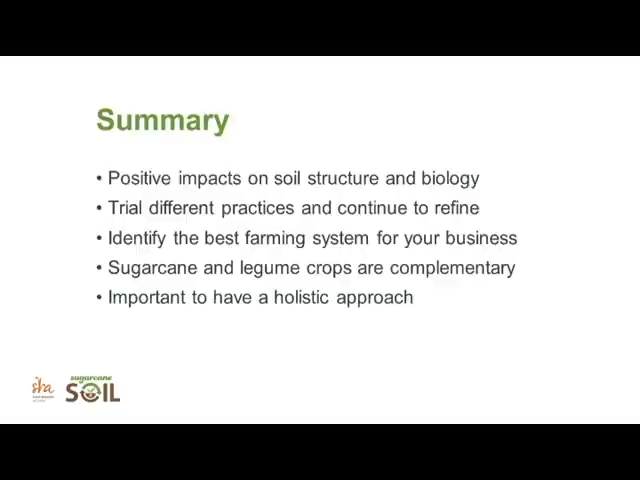 Summary
• Positive impacts on soil structure and biology
• Trial different practices and continue to refine
• Identify the best farming system for your business
• Sugarcane and legume crops are complementary
• Important to have a holistic approach
sugarcane
SOIL